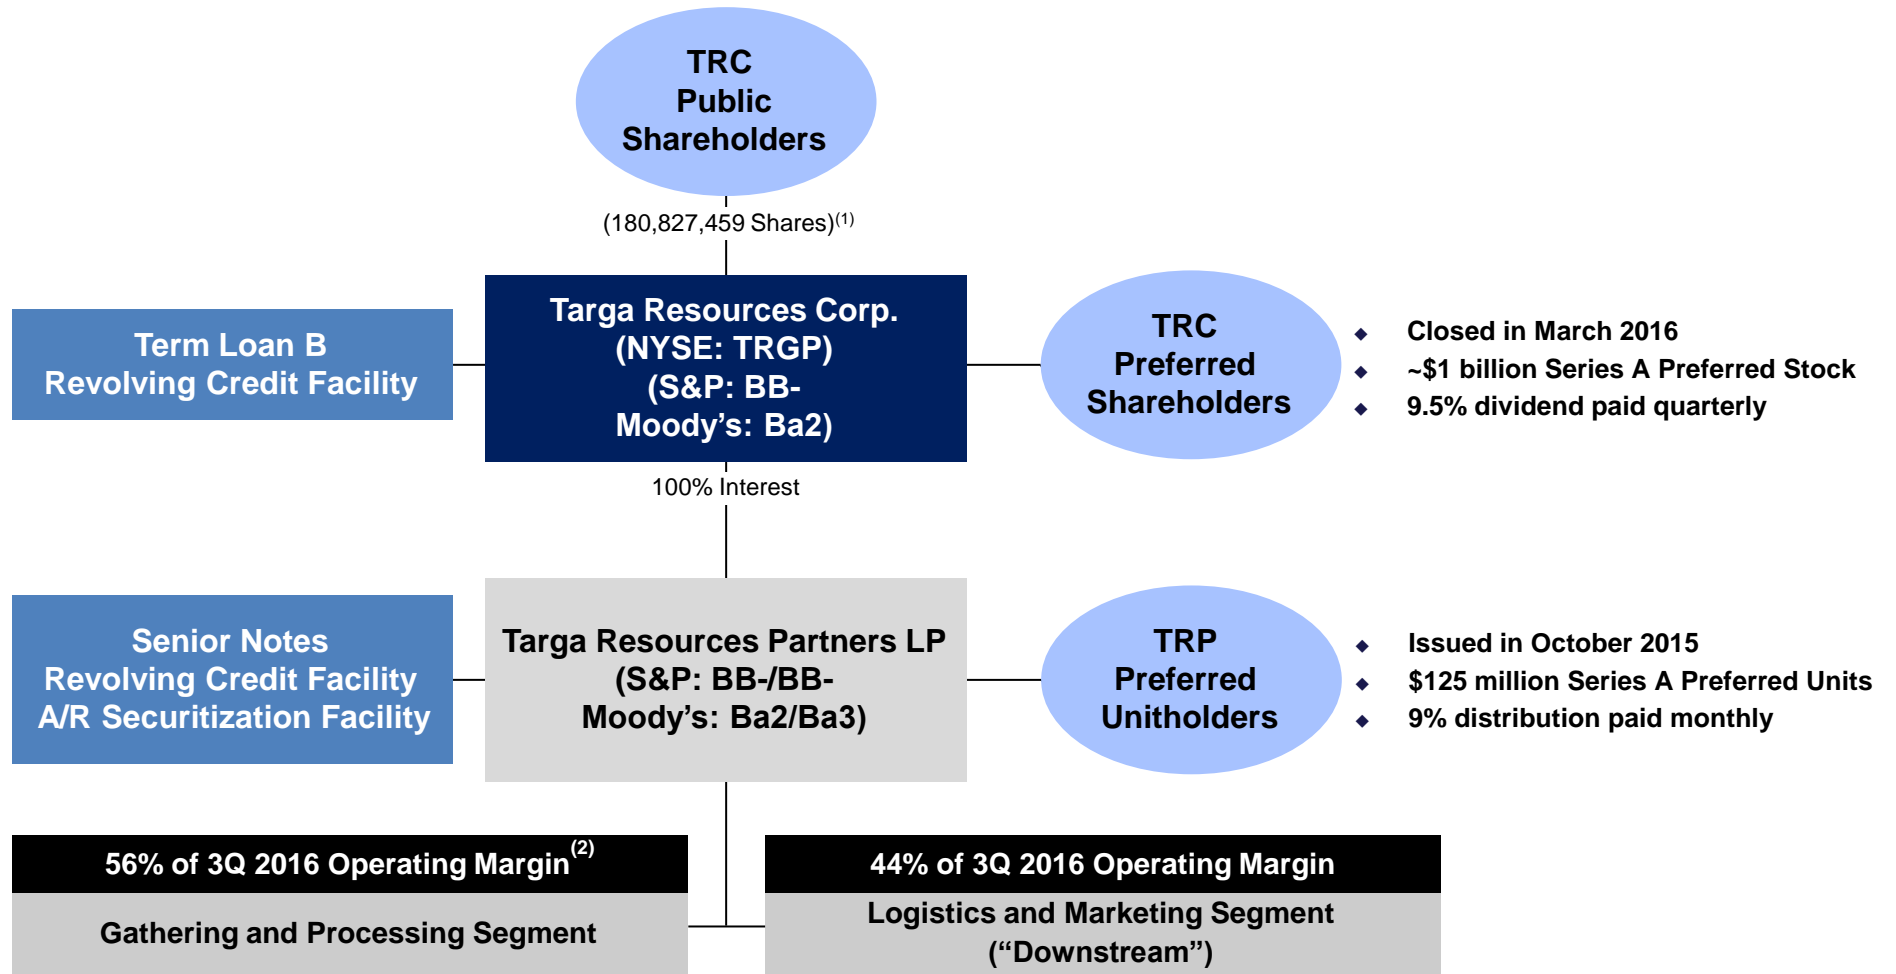 TRC
Public
Shareholders
(180,827,459 Shares)(1)
Term Loan B
Revolving Credit Facility
Targa Resources Corp.
(NYSE: TRGP)
(S&P: BB-
Moody’s: Ba2)
TRC
Preferred
Shareholders
◆ Closed in March 2016
◆ ~$1 billion Series A Preferred Stock
◆ 9.5% dividend paid quarterly
100% Interest
Senior Notes
Revolving Credit Facility
A/R Securitization Facility
Targa Resources Partners LP
(S&P: BB-/BB-
Moody’s: Ba2/Ba3)
TRP
Preferred
Unitholders
◆ Issued in October 2015
◆ $125 million Series A Preferred Units
◆ 9% distribution paid monthly
56% of 3Q 2016 Operating Margin(2)
Gathering and Processing Segment
44% of 3Q 2016 Operating Margin
Logistics and Marketing Segment
(“Downstream”)